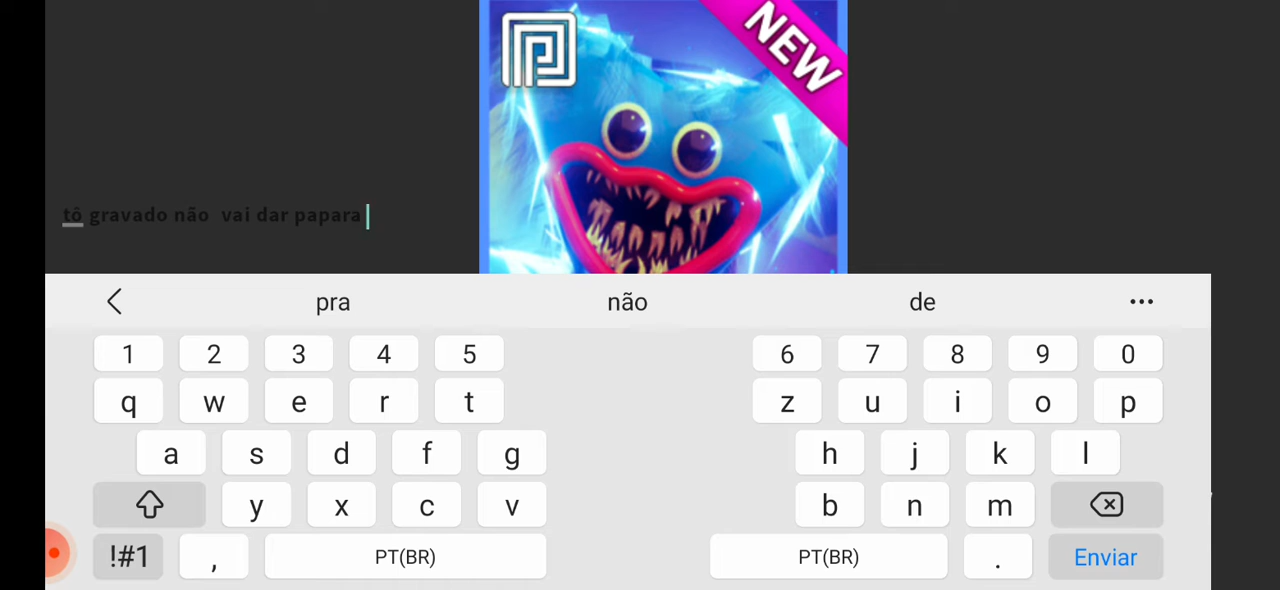 NEW
tô gravado não vai dar papara
pra não de
1 2 3 4 5 6 7 8 9 0
q w e r t z u i o p
a s d f g h j k l
y x c v b n m
!#1 , PT(BR) PT(BR) . Enviar